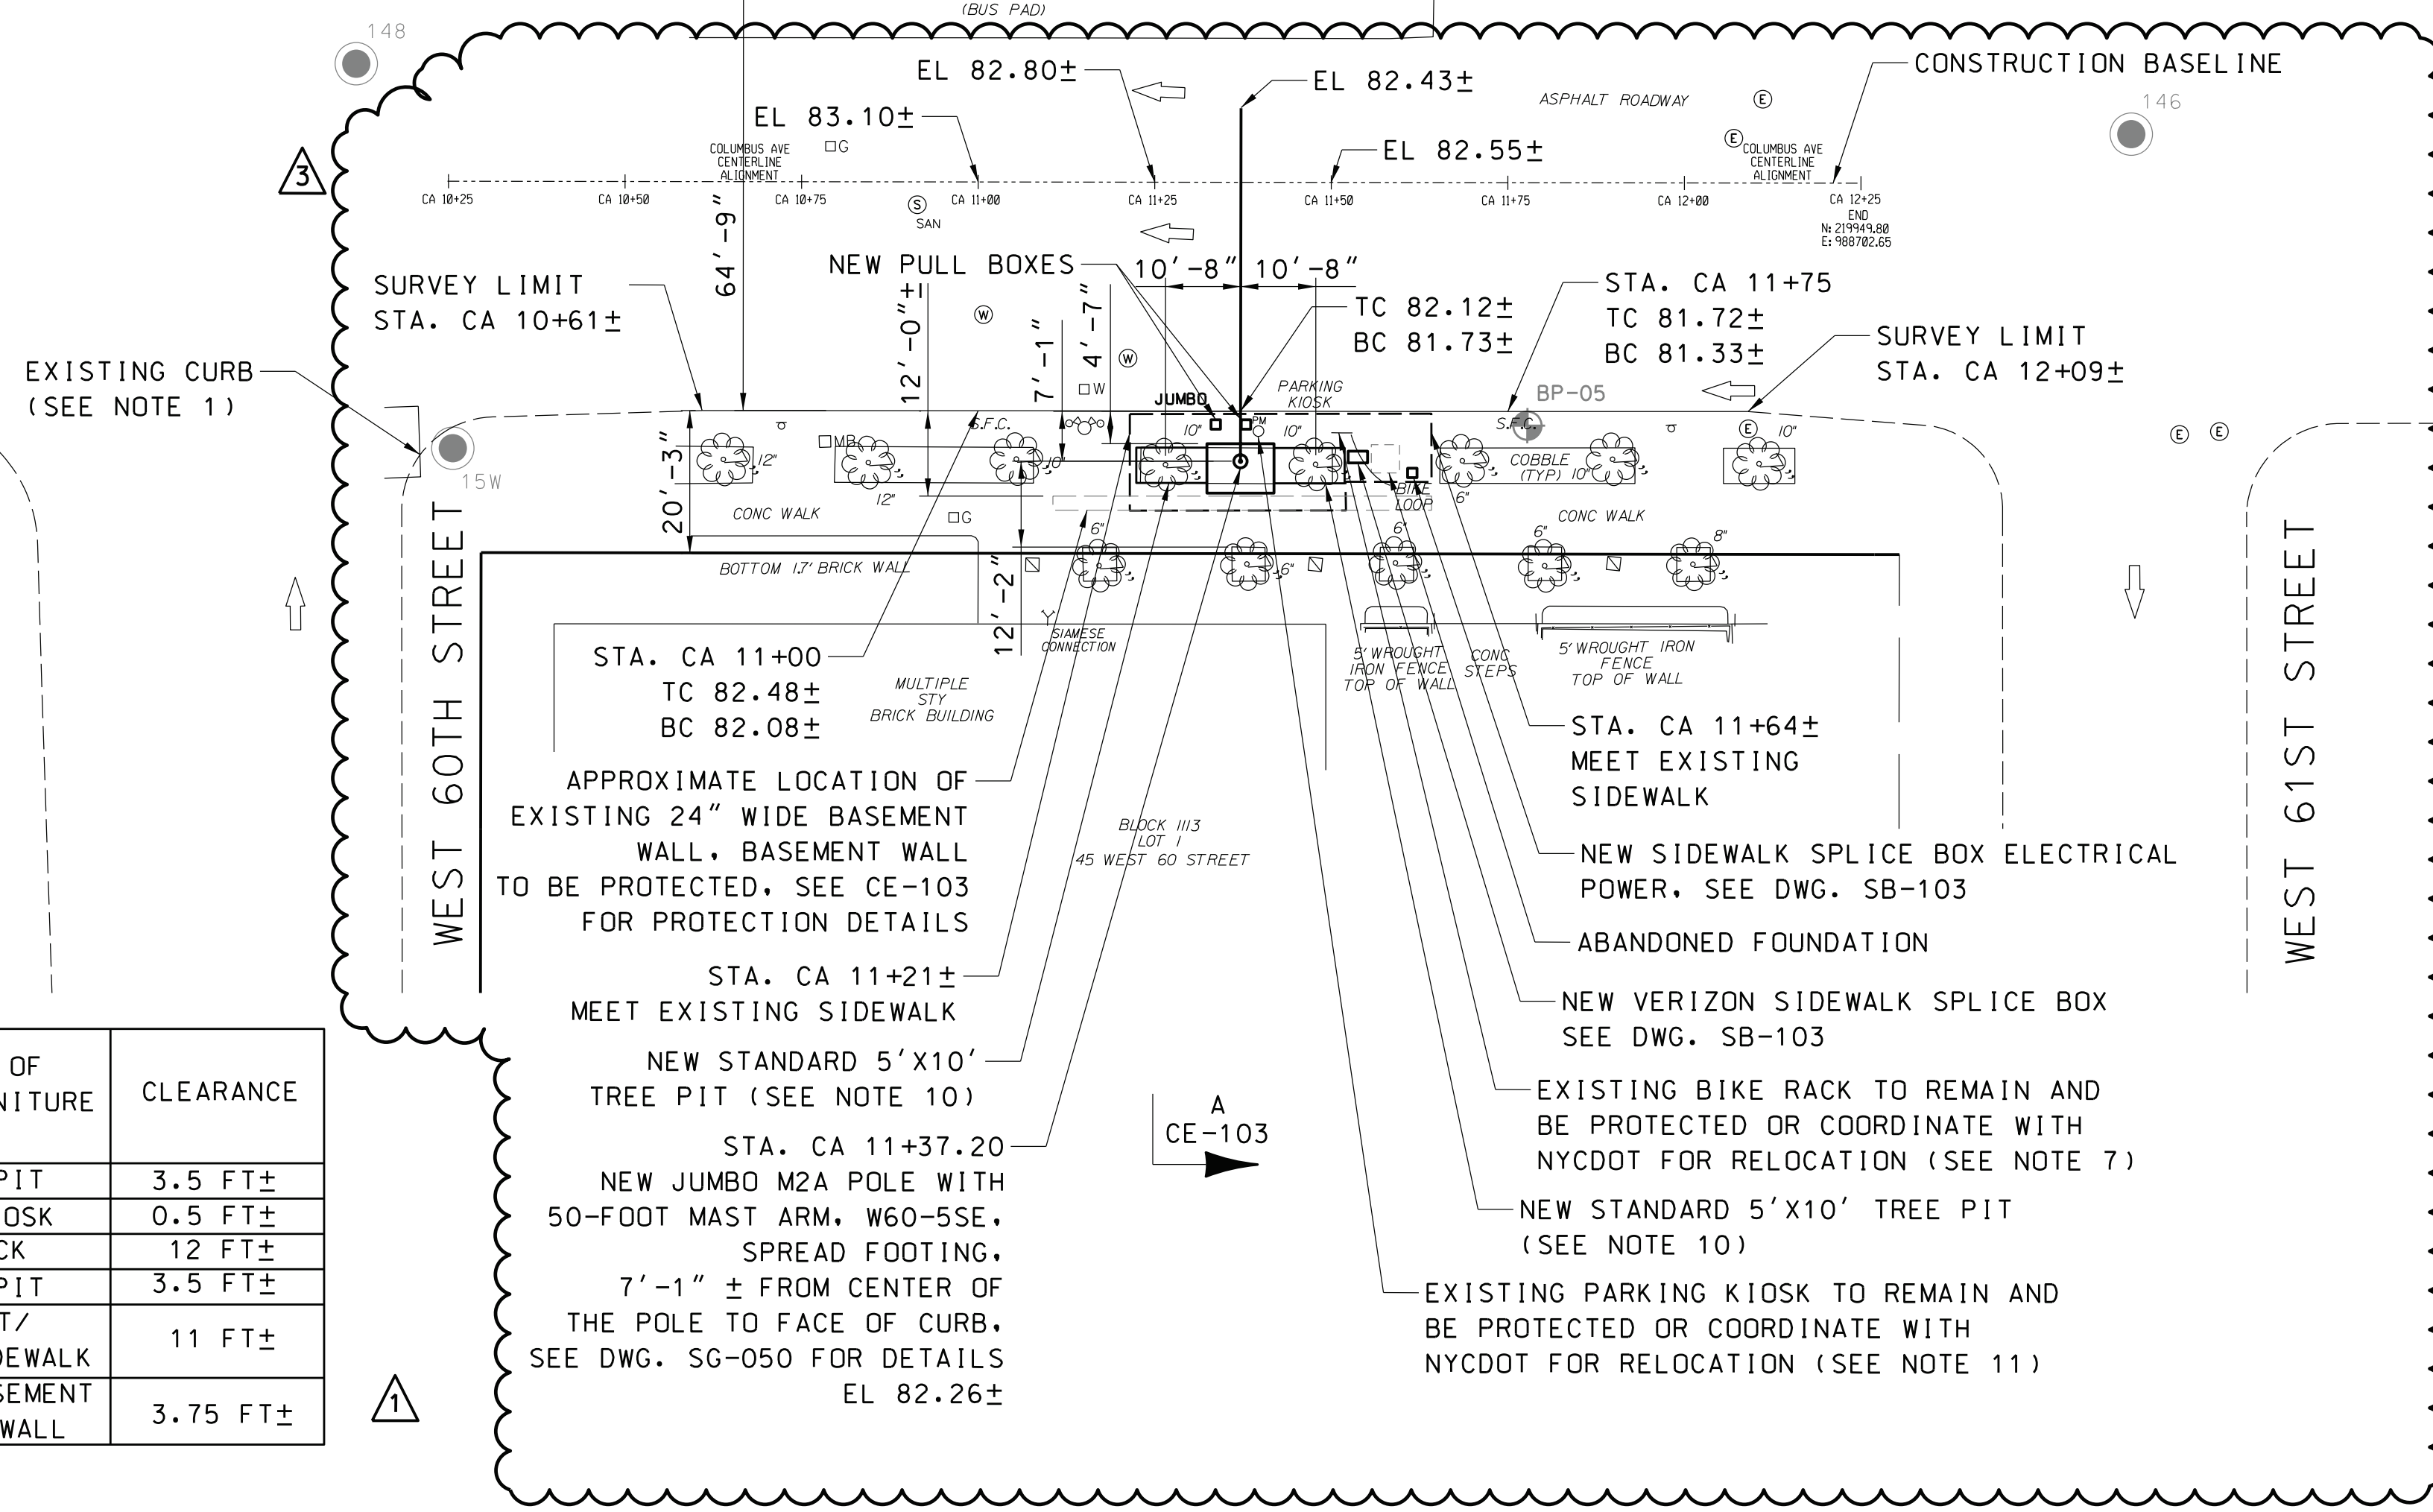 (BUS PAD)
148
EL 82.80±
EL 82.43±
CONSTRUCTION BASELINE
ASPHALT ROADWAY
E
146
EL 83.10±
EL 82.55±
G
COLUMBUS AVE
CENTERLINE
ALIGNMENT
E
COLUMBUS AVE
CENTERLINE
ALIGNMENT
3
CA 10+25
CA 10+50
CA 10+75
CA 11+00
CA 11+25
CA 11+50
CA 11+75
CA 12+00
CA 12+25
END
N: 219949.80
E: 988702.65
S
SAN
64'-9"
NEW PULL BOXES
10'-8"
10'-8"
SURVEY LIMIT
STA. CA 10+61±
12'-0"±
7'-1"
4'-7"
W
W
W
TC 82.12±
BC 81.73±
STA. CA 11+75
TC 81.72±
BC 81.33±
SURVEY LIMIT
STA. CA 12+09±
EXISTING CURB
(SEE NOTE 1)
JUMBO
PARKING
KIOSK
BP-05
S.F.C.
PM
S.F.C.
E
E
E
MB
10"
10"
10"
12"
10"
12"
15W
COBBLE
(TYP)
10"
6"
BIKE
LOOP
20'-3"
CONC WALK
G
CONC WALK
6"
6"
6"
8"
6"
BOTTOM 1.7' BRICK WALL
12'-2"
WEST 60TH STREET
WEST 61ST STREET
SIAMESE
CONNECTION
5' WROUGHT
IRON FENCE
TOP OF WALL
CONC
STEPS
5' WROUGHT IRON
FENCE
TOP OF WALL
STA. CA 11+00
TC 82.48±
BC 82.08±
MULTIPLE
STY
BRICK BUILDING
STA. CA 11+64±
MEET EXISTING
SIDEWALK
APPROXIMATE LOCATION OF
EXISTING 24" WIDE BASEMENT
WALL, BASEMENT WALL
TO BE PROTECTED, SEE CE-103
FOR PROTECTION DETAILS
BLOCK 1113
LOT 1
45 WEST 60 STREET
NEW SIDEWALK SPLICE BOX ELECTRICAL
POWER, SEE DWG. SB-103
ABANDONED FOUNDATION
STA. CA 11+21±
MEET EXISTING SIDEWALK
NEW VERIZON SIDEWALK SPLICE BOX
SEE DWG. SB-103
NEW STANDARD 5'X10'
TREE PIT (SEE NOTE 10)
EXISTING BIKE RACK TO REMAIN AND
BE PROTECTED OR COORDINATE WITH
NYCDOT FOR RELOCATION (SEE NOTE 7)
A
CE-103
STA. CA 11+37.20
NEW JUMBO M2A POLE WITH
50-FOOT MAST ARM, W60-5SE,
SPREAD FOOTING,
7'-1" ± FROM CENTER OF
THE POLE TO FACE OF CURB,
SEE DWG. SG-050 FOR DETAILS
EL 82.26±
NEW STANDARD 5'X10' TREE PIT
(SEE NOTE 10)
EXISTING PARKING KIOSK TO REMAIN AND
BE PROTECTED OR COORDINATE WITH
NYCDOT FOR RELOCATION (SEE NOTE 11)
OF
NITURE
CLEARANCE
PIT
3.5 FT±
OSK
0.5 FT±
CK
12 FT±
PIT
3.5 FT±
T/
DEWALK
11 FT±
SEMENT
WALL
3.75 FT±
1